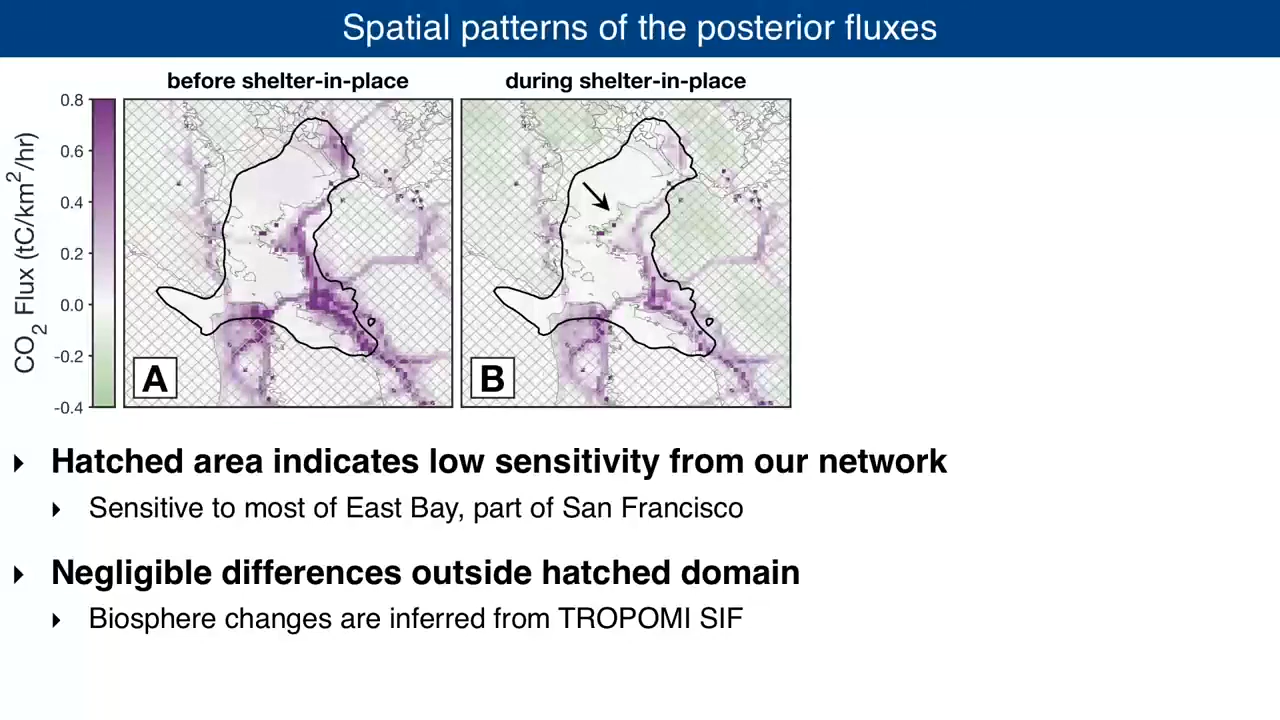 Spatial patterns of the posterior fluxes
before shelter-in-place
during shelter-in-place
CO2 Flux (tC/km2/hr)
0.8
0.6
0.4
0.2
0.0
-0.2
-0.4
A
B
Hatched area indicates low sensitivity from our network
Sensitive to most of East Bay, part of San Francisco
Negligible differences outside hatched domain
Biosphere changes are inferred from TROPOMI SIF